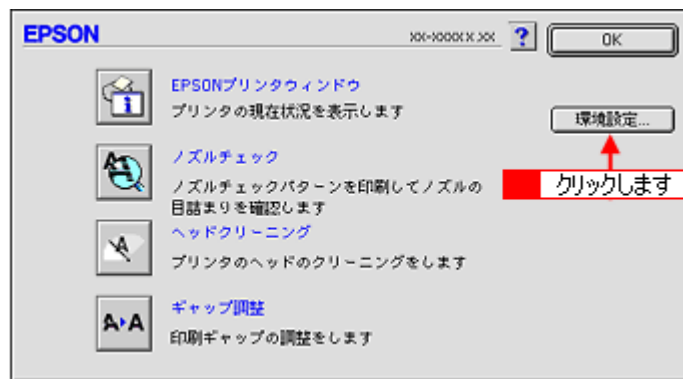 EPSON
XX-XXXX X.XX
?
OK
EPSONプリンタウィンドウ
プリンタの現在状況を表示します
環境設定...
ノズルチェック
クリックします
ノズルチェックパターンを印刷してノズルの
目詰まりを確認します
ヘッドクリーニング
プリンタのヘッドのクリーニングをします
A▸A
ギャップ調整
印刷ギャップの調整をします